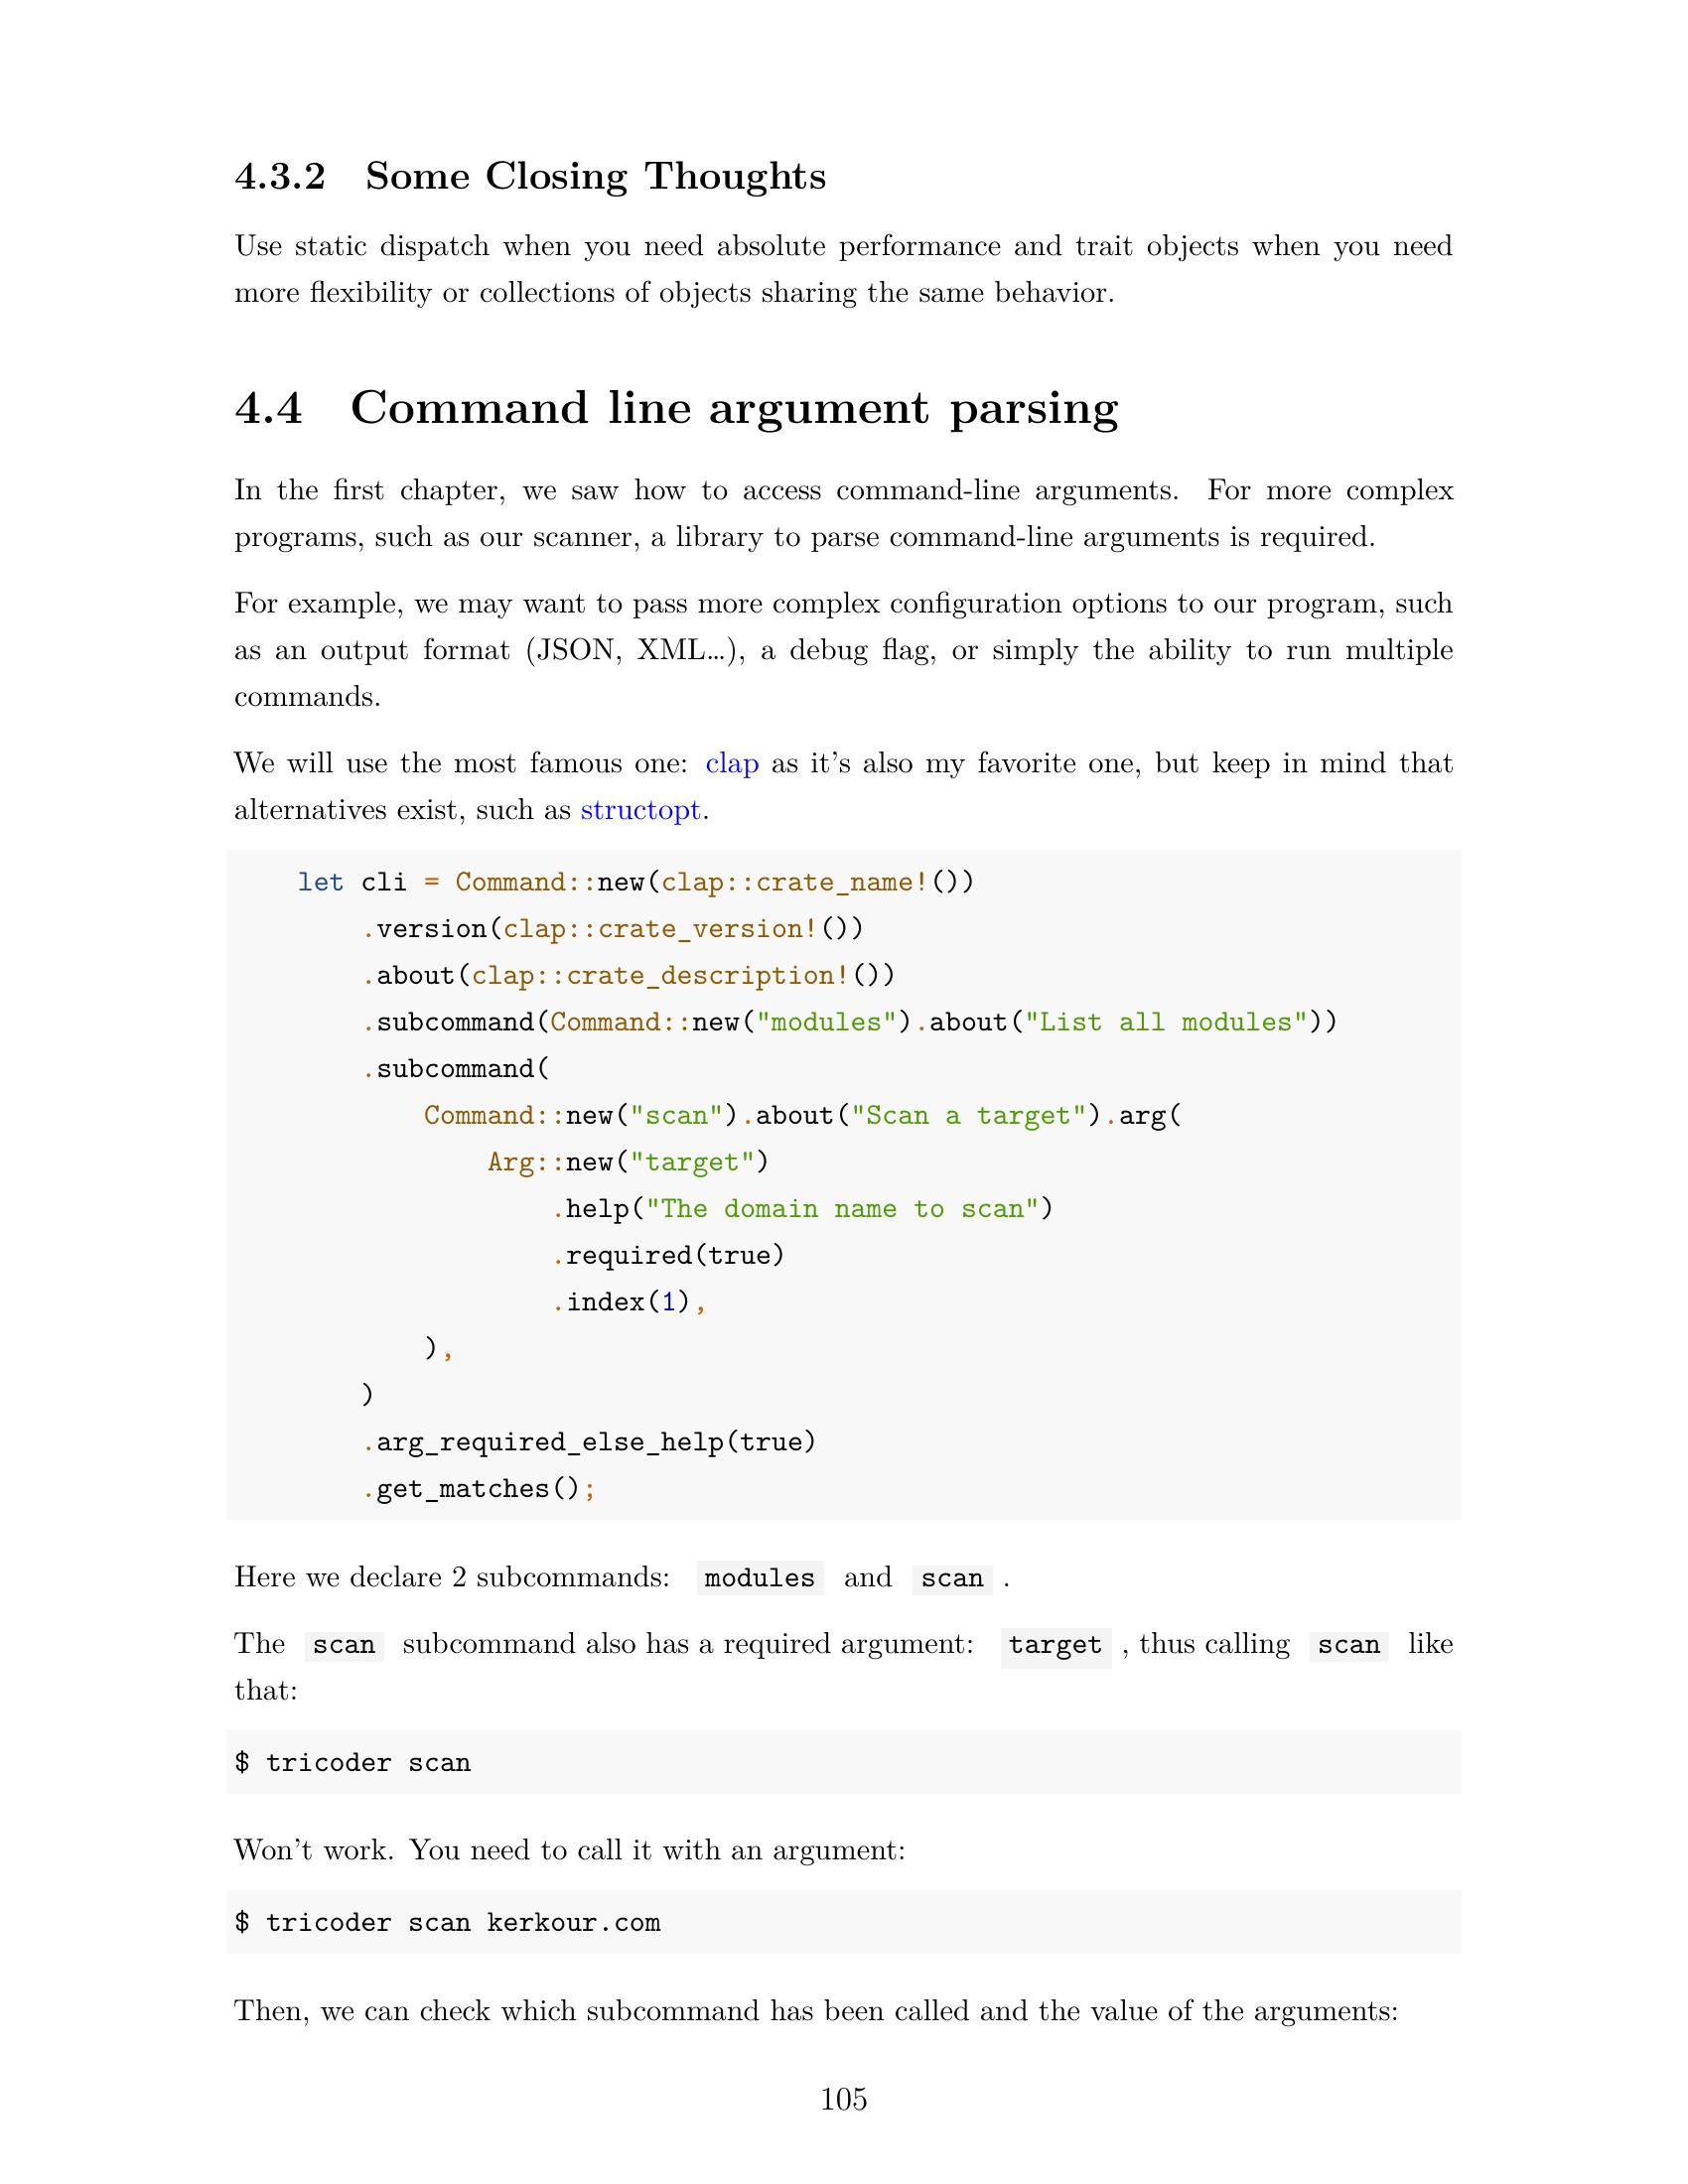 4.3.2 Some Closing Thoughts
Use static dispatch when you need absolute performance and trait objects when you need
more flexibility or collections of objects sharing the same behavior.
4.4 Command line argument parsing
In the first chapter, we saw how to access command-line arguments. For more complex
programs, such as our scanner, a library to parse command-line arguments is required.
For example, we may want to pass more complex configuration options to our program, such
as an output format (JSON, XML…), a debug flag, or simply the ability to run multiple
commands.
We will use the most famous one: clap as it's also my favorite one, but keep in mind that
alternatives exist, such as structopt.
    let cli = Command::new(clap::crate_name!())
        .version(clap::crate_version!())
        .about(clap::crate_description!())
        .subcommand(Command::new("modules").about("List all modules"))
        .subcommand(
            Command::new("scan").about("Scan a target").arg(
                Arg::new("target")
                    .help("The domain name to scan")
                    .required(true)
                    .index(1),
            ),
        )
        .arg_required_else_help(true)
        .get_matches();
Here we declare 2 subcommands: modules and scan .
The scan subcommand also has a required argument: target , thus calling scan like
that:
$ tricoder scan
Won't work. You need to call it with an argument:
$ tricoder scan kerkour.com
Then, we can check which subcommand has been called and the value of the arguments:
105